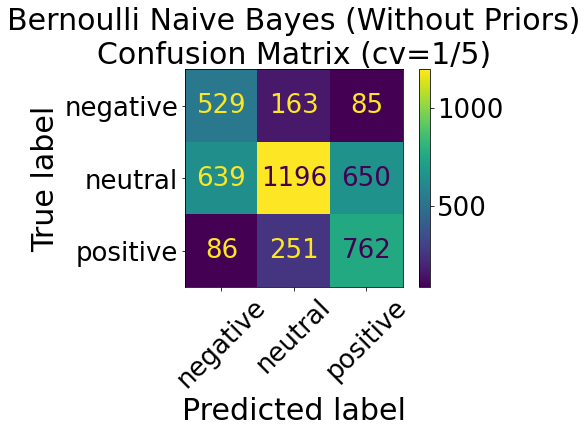 Bernoulli Naive Bayes (Without Priors)
Confusion Matrix (cv=1/5)
True label
negative 529 163 85
neutral 639 1196 650
positive 86 251 762
1000
500
negative neutral positive
Predicted label